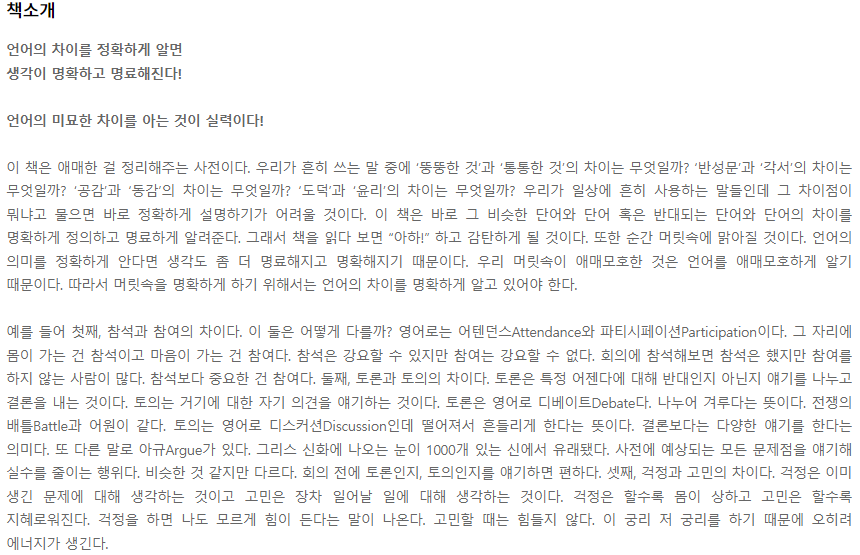 책소개
언어의 차이를 정확하게 알면
생각이 명확하고 명료해진다!
언어의 미묘한 차이를 아는 것이 실력이다!
이 책은 애매한 걸 정리해주는 사전이다. 우리가 흔히 쓰는 말 중에 ‘뚱뚱한 것’과 ‘통통한 것’의 차이는 무엇일까? ‘반성문’과 ‘각서’의 차이는
무엇일까? ‘공감’과 ‘동감’의 차이는 무엇일까? ‘도덕’과 ‘윤리’의 차이는 무엇일까? 우리가 일상에 흔히 사용하는 말들인데 그 차이점이
뭐냐고 물으면 바로 정확하게 설명하기가 어려울 것이다. 이 책은 바로 그 비슷한 단어와 단어 혹은 반대되는 단어와 단어의 차이를
명확하게 정의하고 명료하게 알려준다. 그래서 책을 읽다 보면 “아하!” 하고 감탄하게 될 것이다. 또한 순간 머릿속에 맑아질 것이다. 언어의
의미를 정확하게 안다면 생각도 좀 더 명료해지고 명확해지기 때문이다. 우리 머릿속이 애매모호한 것은 언어를 애매모호하게 알기
때문이다. 따라서 머릿속을 명확하게 하기 위해서는 언어의 차이를 명확하게 알고 있어야 한다.
예를 들어 첫째, 참석과 참여의 차이다. 이 둘은 어떻게 다를까? 영어로는 어텐던스Attendance와 파티시페이션Participation이다. 그 자리에
몸이 가는 건 참석이고 마음이 가는 건 참여다. 참석은 강요할 수 있지만 참여는 강요할 수 없다. 회의에 참석해보면 참석은 했지만 참여를
하지 않는 사람이 많다. 참석보다 중요한 건 참여다. 둘째, 토론과 토의의 차이다. 토론은 특정 어젠다에 대해 반대인지 아닌지 얘기를 나누고
결론을 내는 것이다. 토의는 거기에 대한 자기 의견을 얘기하는 것이다. 토론은 영어로 디베이트Debate다. 나누어 겨루다는 뜻이다. 전쟁의
배틀Battle과 어원이 같다. 토의는 영어로 디스커션Discussion인데 떨어져서 흔들리게 한다는 뜻이다. 결론보다는 다양한 얘기를 한다는
의미다. 또 다른 말로 아규Argue가 있다. 그리스 신화에 나오는 눈이 1000개 있는 신에서 유래됐다. 사전에 예상되는 모든 문제점을 얘기해
실수를 줄이는 행위다. 비슷한 것 같지만 다르다. 회의 전에 토론인지, 토의인지를 얘기하면 편하다. 셋째, 걱정과 고민의 차이다. 걱정은 이미
생긴 문제에 대해 생각하는 것이고 고민은 장차 일어날 일에 대해 생각하는 것이다. 걱정은 할수록 몸이 상하고 고민은 할수록
지혜로워진다. 걱정을 하면 나도 모르게 힘이 든다는 말이 나온다. 고민할 때는 힘들지 않다. 이 궁리 저 궁리를 하기 때문에 오히려
에너지가 생긴다.